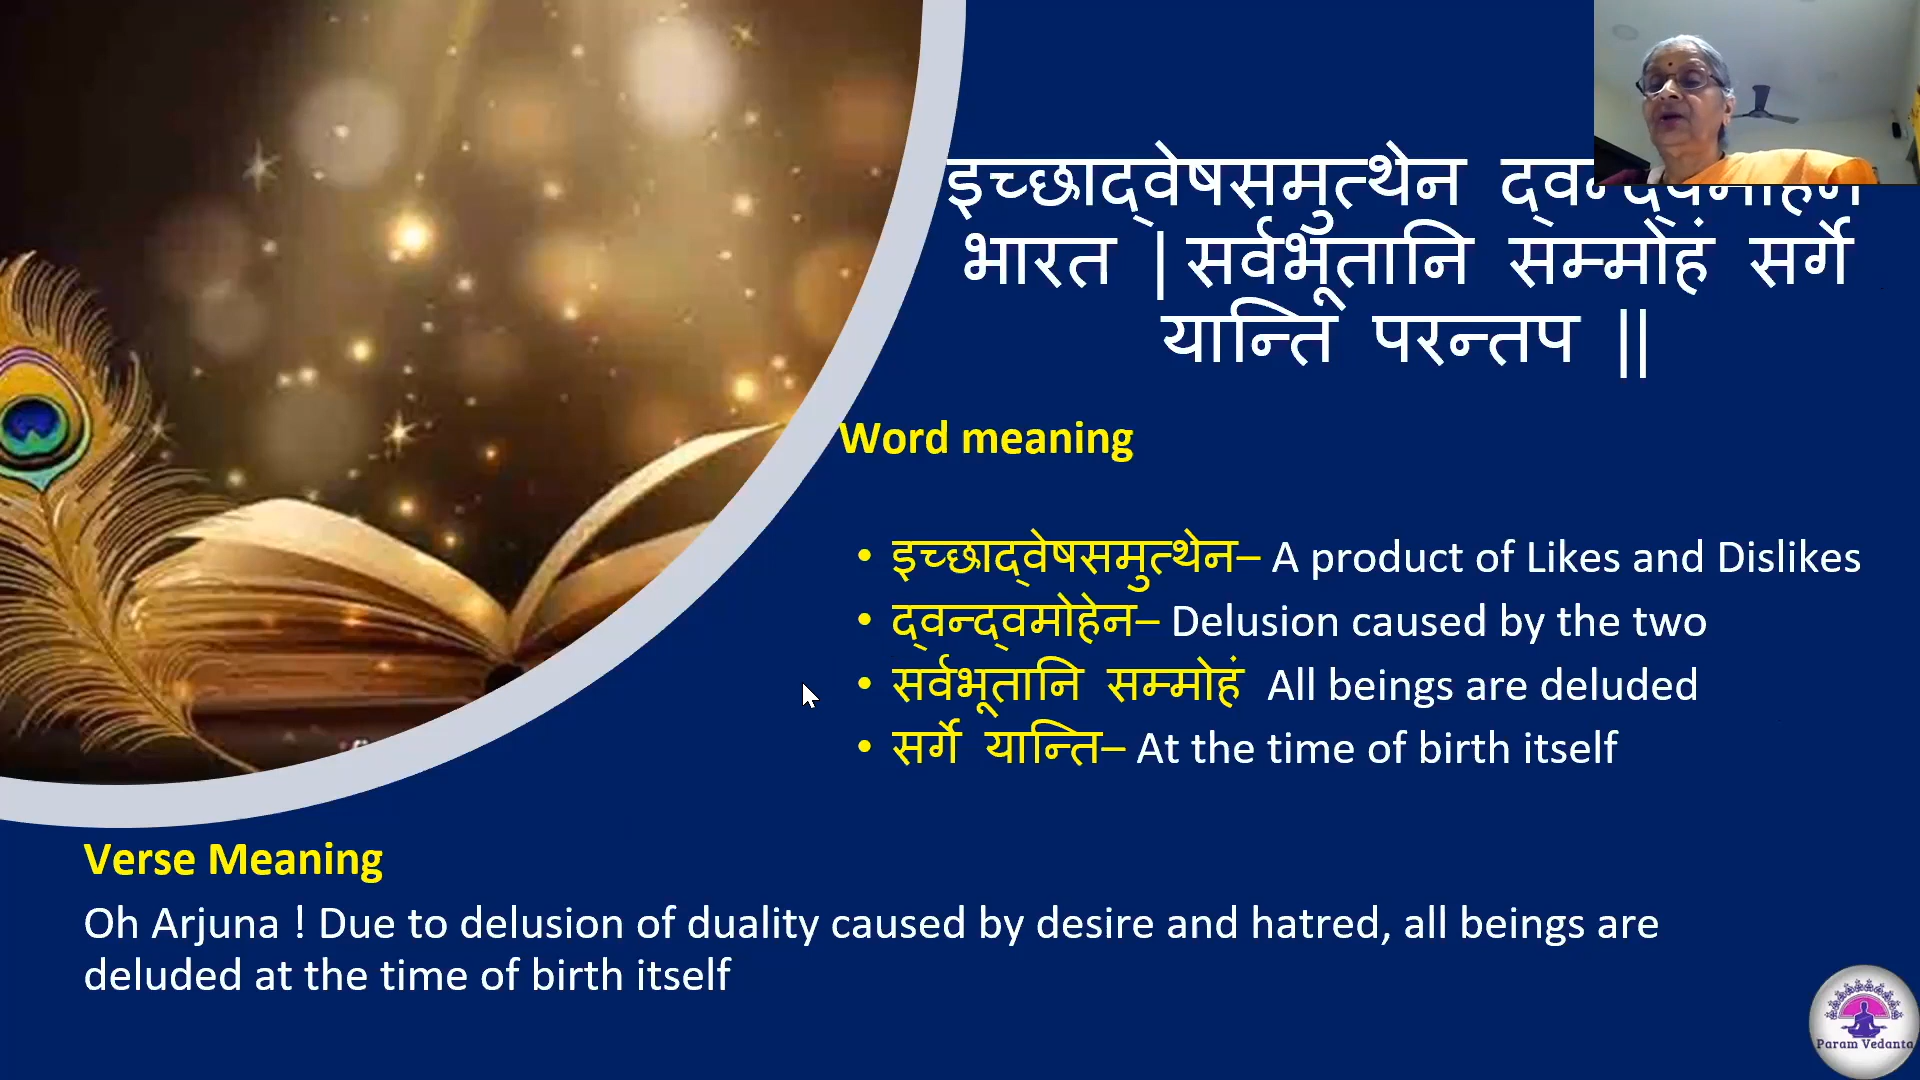 इच्छाद्वेषसमुत्थेन द्वन्द्वमोहेन
भारत | सर्वभूतानि सम्मोहं सर्गे
यान्ति परन्तप ||
Word meaning
• इच्छाद्वेषसमुत्थेन– A product of Likes and Dislikes
• द्वन्द्वमोहेन– Delusion caused by the two
• सर्वभूतानि सम्मोहं All beings are deluded
• सर्गे यान्ति– At the time of birth itself
Verse Meaning
Oh Arjuna ! Due to delusion of duality caused by desire and hatred, all beings are
deluded at the time of birth itself
Param Vedanta